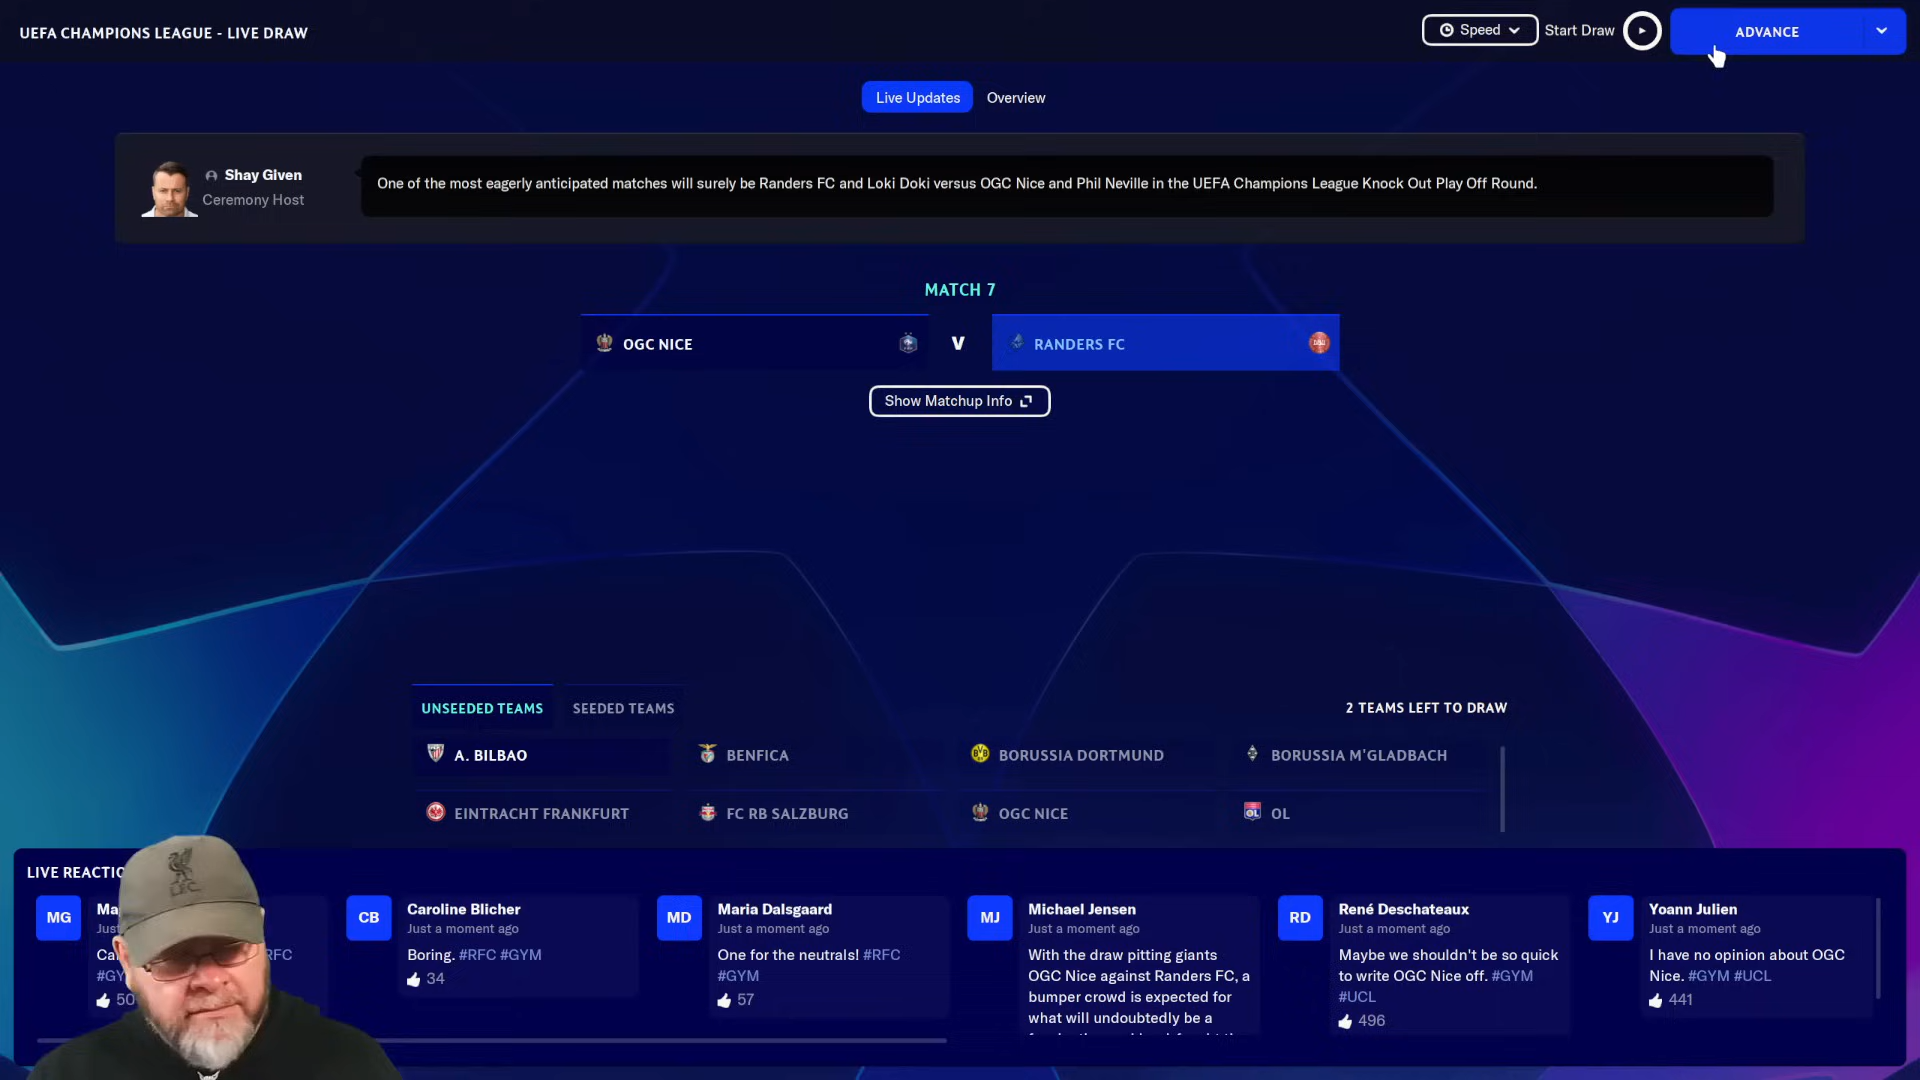 UEFA CHAMPIONS LEAGUE - LIVE DRAW
Speed
Start Draw
ADVANCE
Live Updates
Overview
Shay Given
Ceremony Host
One of the most eagerly anticipated matches will surely be Randers FC and Loki Doki versus OGC Nice and Phil Neville in the UEFA Champions League Knock Out Play Off Round.
MATCH 7
OGC NICE
V
RANDERS FC
Show Matchup Info
UNSEEDED TEAMS
SEEDED TEAMS
2 TEAMS LEFT TO DRAW
A. BILBAO
BENFICA
BORUSSIA DORTMUND
BORUSSIA M'GLADBACH
EINTRACHT FRANKFURT
FC RB SALZBURG
OGC NICE
OL
LIVE
MG
Just
50
CB
Caroline Blicher
Just a moment ago
Boring. #RFC #GYM
34
MD
Maria Dalsgaard
Just a moment ago
One for the neutrals! #RFC
#GYM
57
MJ
Michael Jensen
Just a moment ago
With the draw pitting giants
OGC Nice against Randers FC, a
bumper crowd is expected for
what will undoubtedly be a
RD
René Deschateaux
Just a moment ago
Maybe we shouldn't be so quick
to write OGC Nice off. #GYM
#UCL
496
YJ
Yoann Julien
Just a moment ago
I have no opinion about OGC
Nice. #GYM #UCL
441